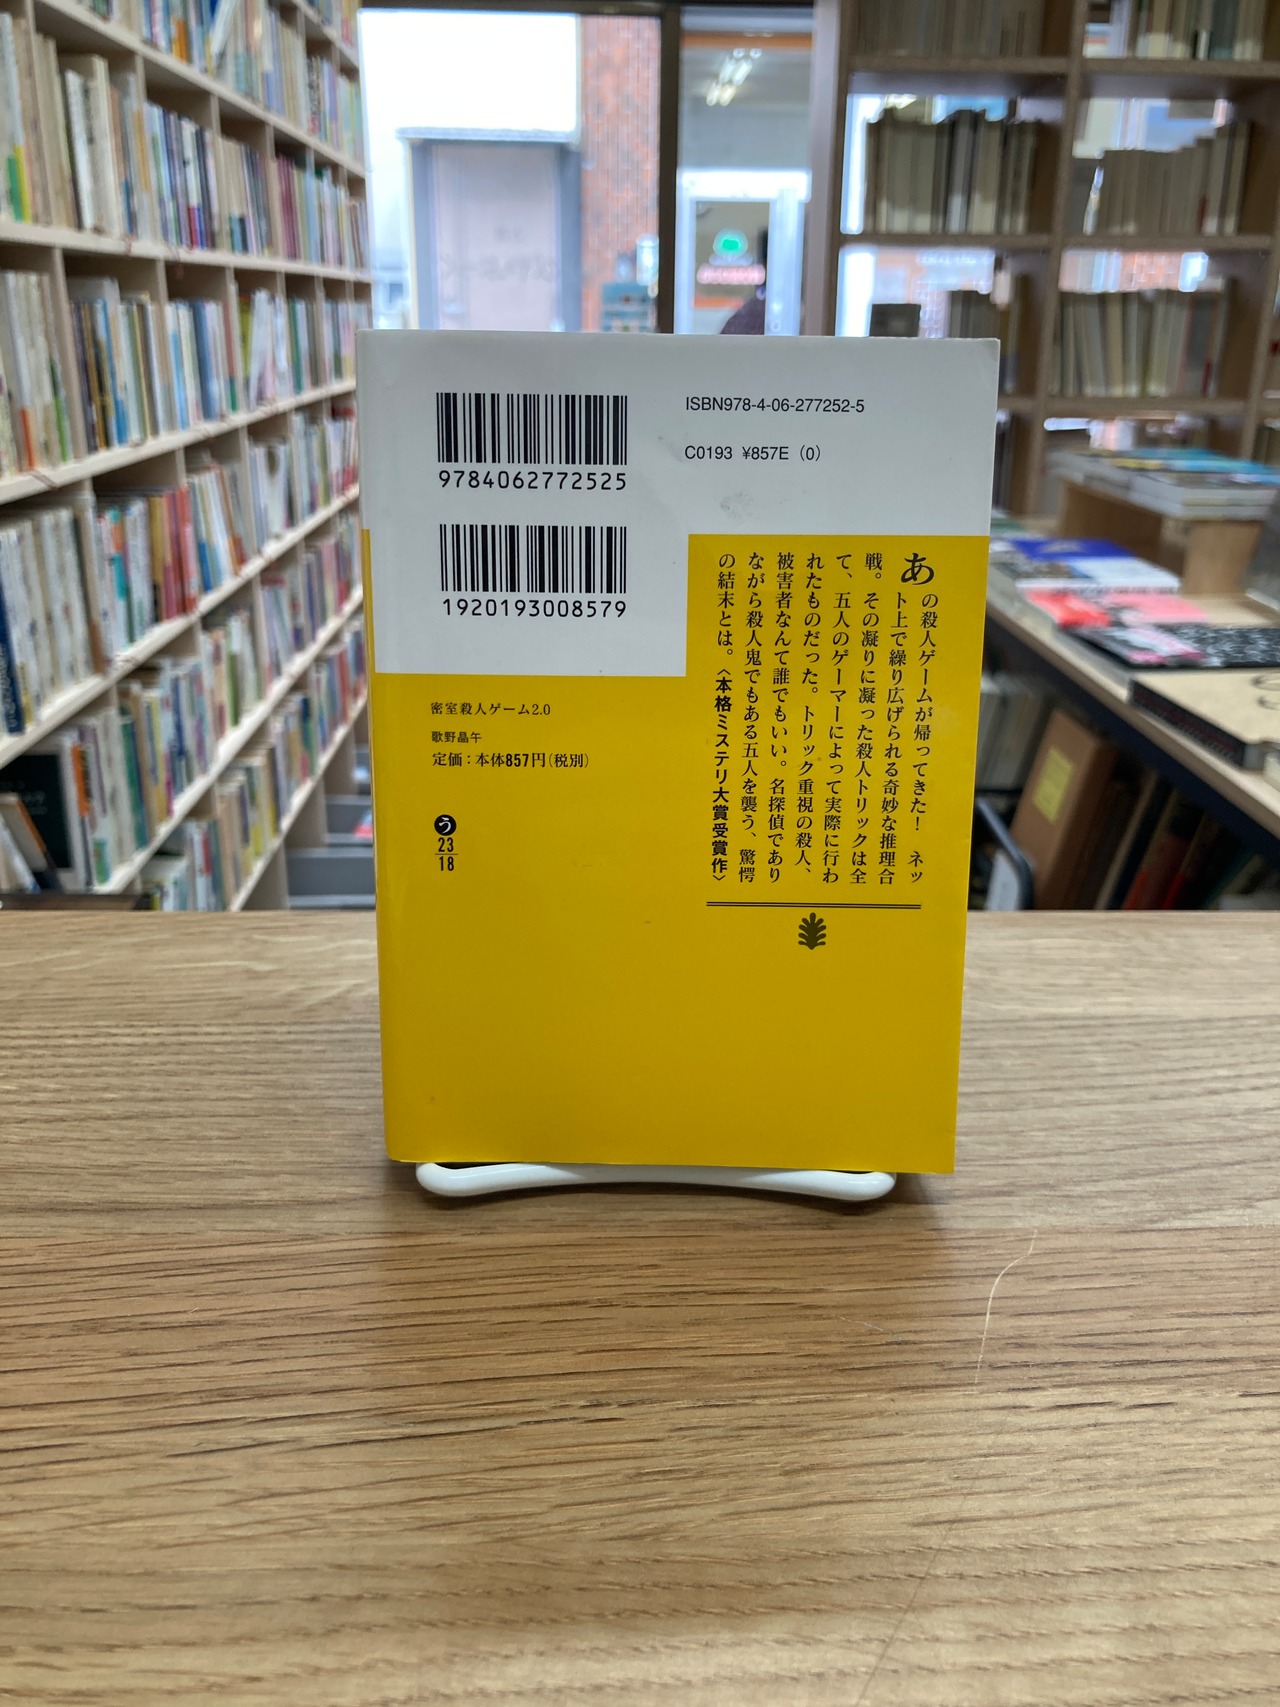 ISBN978-4-06-277252-5
C0193 ¥857E (0)
9784062772525
1920193008579
あの殺人ゲームが帰ってきた！ ネッ
ト上で繰り広げられる奇妙な推理合
戦。その凝りに凝った殺人トリックは全
て、五人のゲーマーによって実際に行わ
れたものだった。トリック重視の殺人、
被害者なんて誰でもいい。名探偵であり
ながら殺人鬼でもある五人を襲う、驚愕
の結末とは。〈本格ミステリ大賞受賞作〉
密室殺人ゲーム2.0
歌野晶午
定価：本体857円(税別)
う
23
18